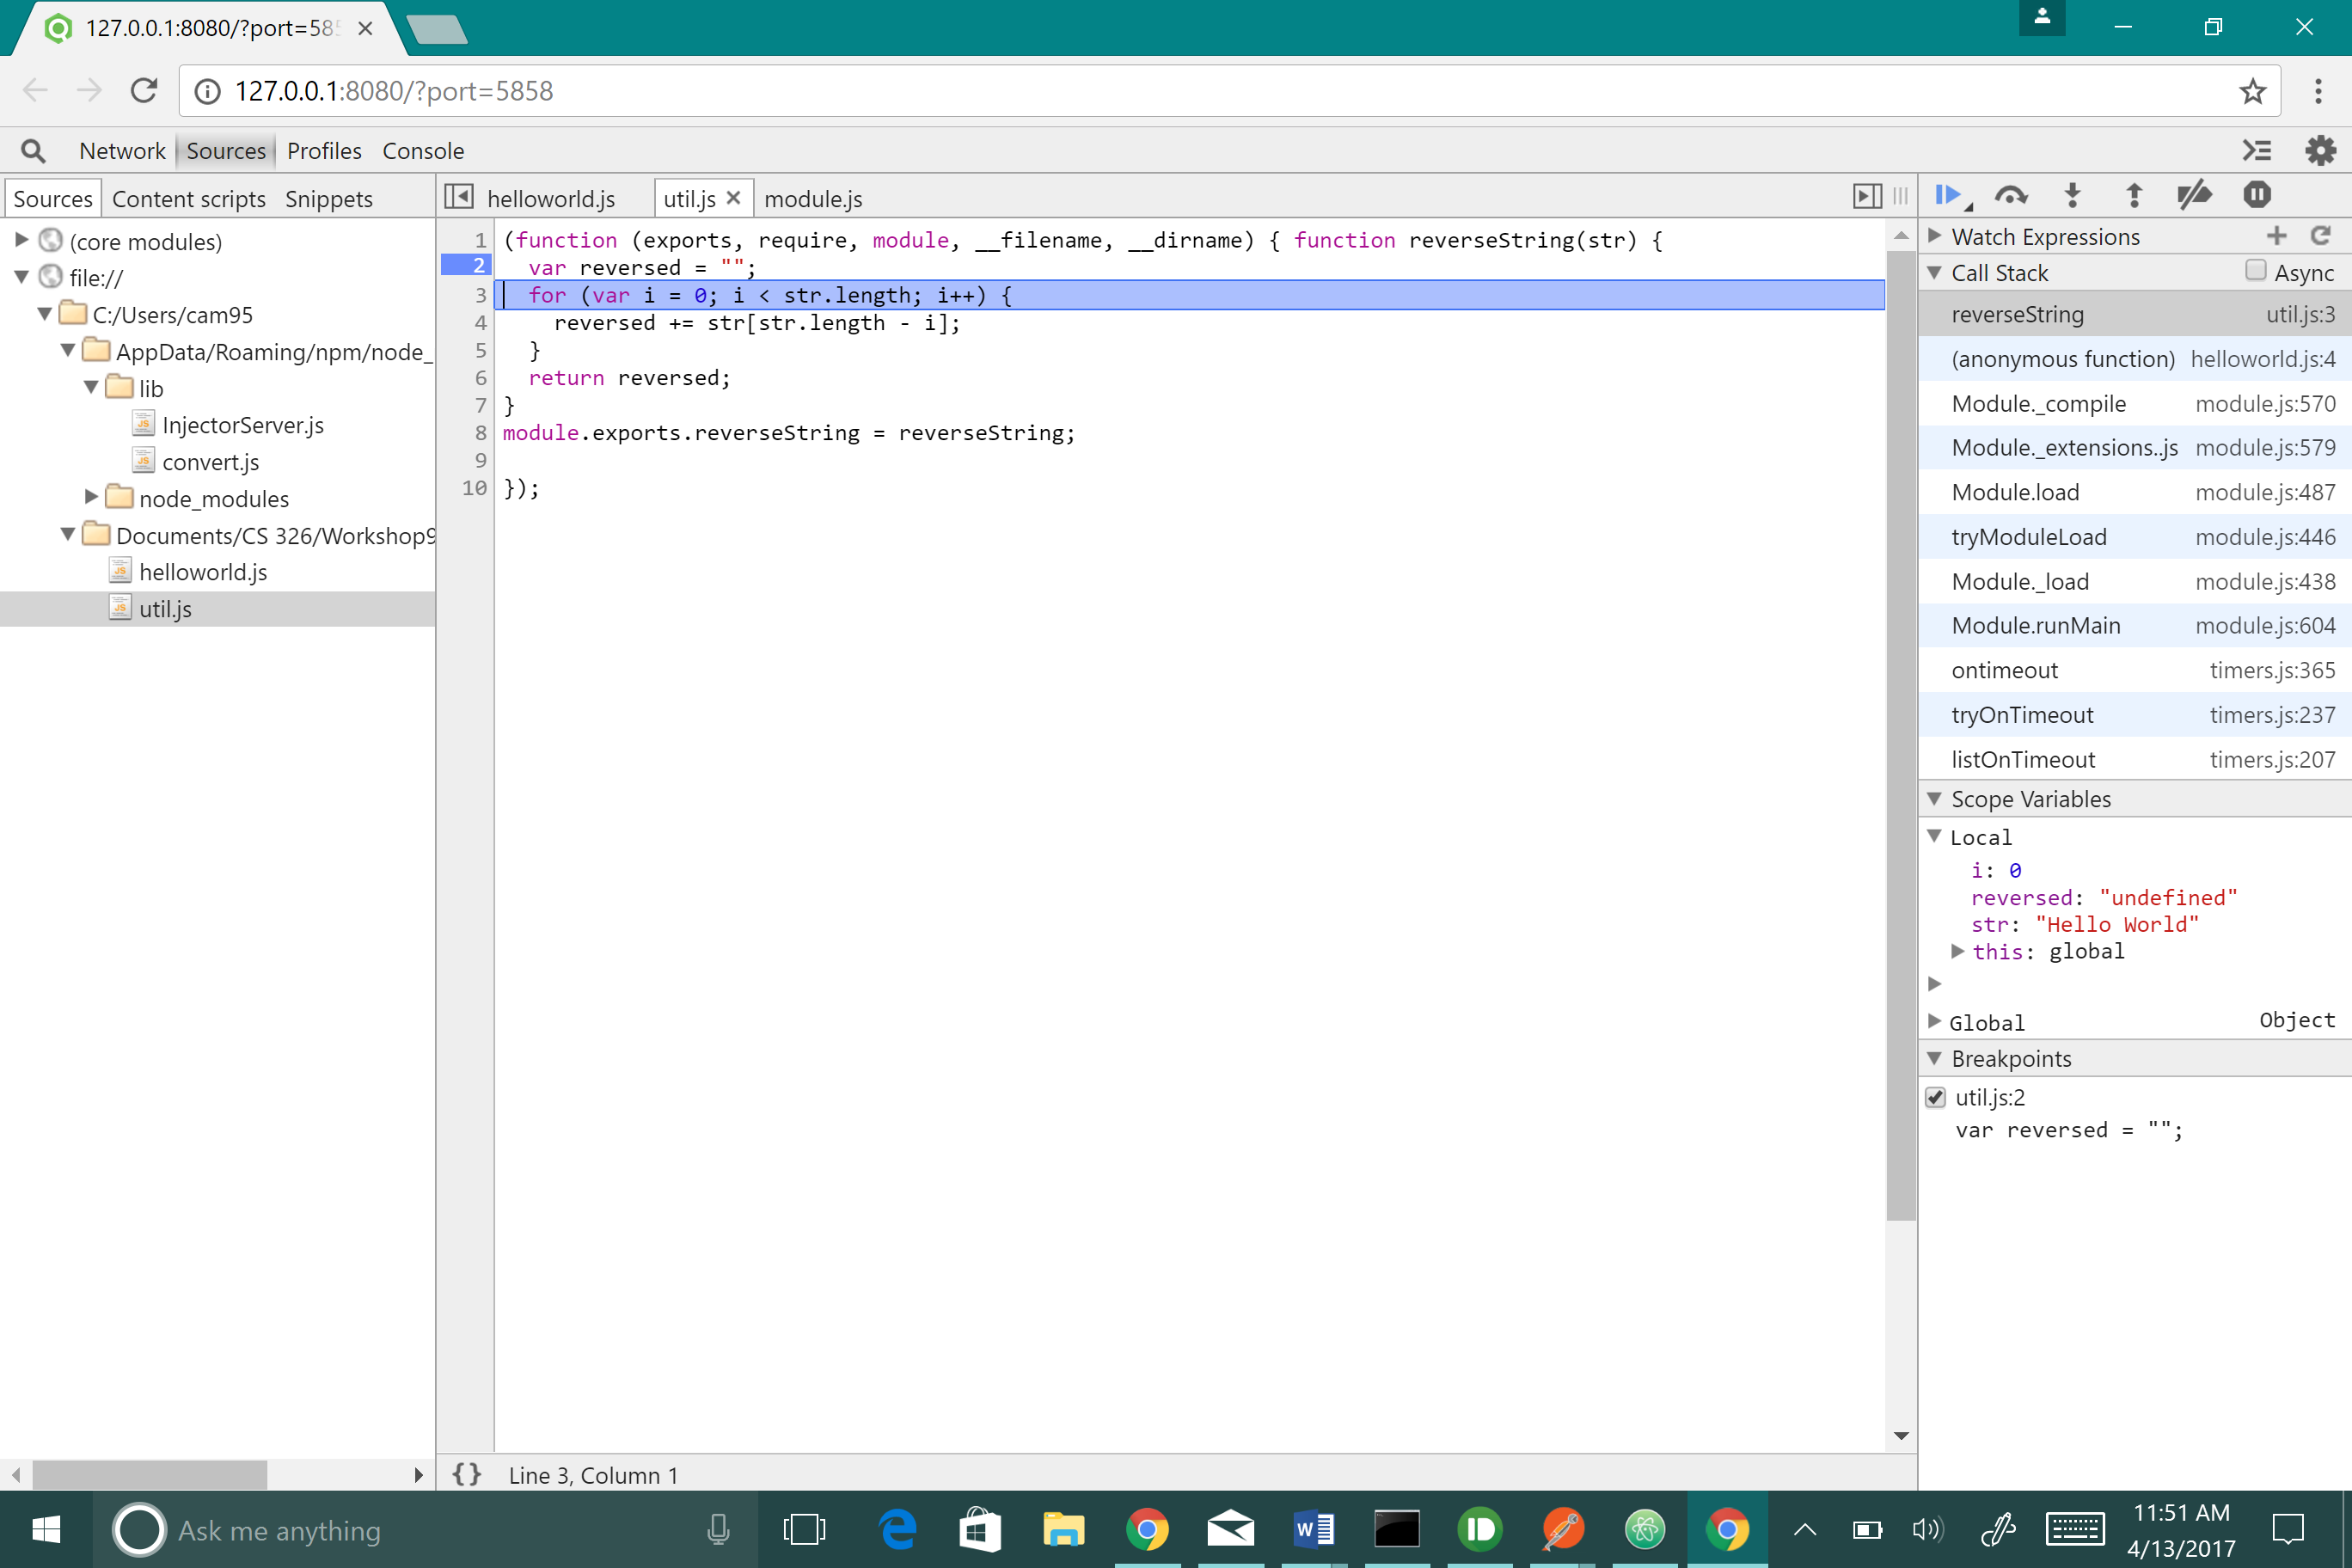 127.0.0.1:8080/?port=585
127.0.0.1:8080/?port=5858
Network Sources Profiles Console
Sources Content scripts Snippets
(core modules)
file://
C:/Users/cam95
AppData/Roaming/npm/node_
lib
InjectorServer.js
convert.js
node_modules
Documents/CS 326/Workshop9
helloworld.js
util.js
helloworld.js util.js module.js
1 (function (exports, require, module, __filename, __dirname) { function reverseString(str) {
2 var reversed = "";
3 for (var i = 0; i < str.length; i++) {
4 reversed += str[str.length - i];
5 }
6 return reversed;
7 }
8 module.exports.reverseString = reverseString;
9
10 });
{} Line 3, Column 1
Watch Expressions
Call Stack Async
reverseString util.js:3
(anonymous function) helloworld.js:4
Module._compile module.js:570
Module._extensions..js module.js:579
Module.load module.js:487
tryModuleLoad module.js:446
Module._load module.js:438
Module.runMain module.js:604
ontimeout timers.js:365
tryOnTimeout timers.js:237
listOnTimeout timers.js:207
Scope Variables
Local
i: 0
reversed: "undefined"
str: "Hello World"
this: global
Global Object
Breakpoints
util.js:2
var reversed = "";
Ask me anything
11:51 AM
4/13/2017